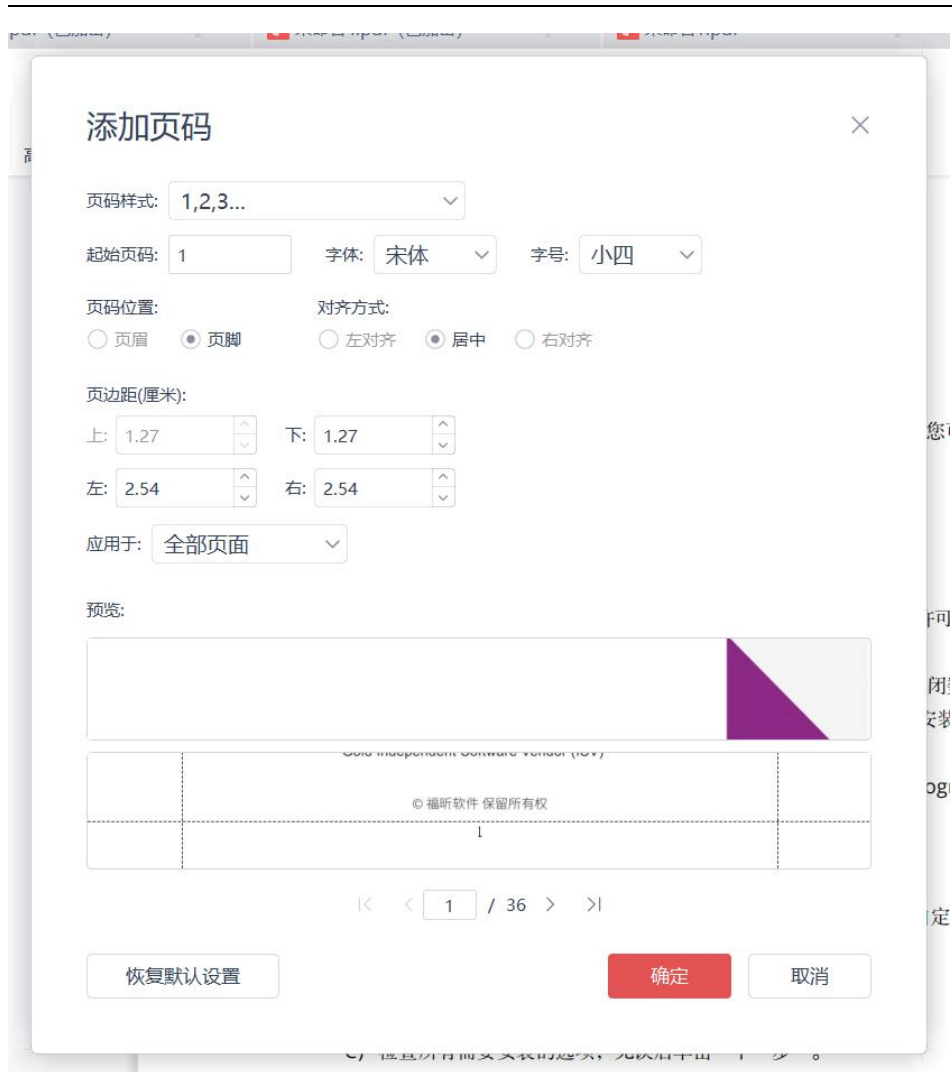 添加页码
页码样式: 1,2,3...
起始页码: 1 字体: 宋体 字号: 小四
页码位置: 对齐方式:
页眉 页脚 左对齐 居中 右对齐
页边距(厘米):
上: 1.27 下: 1.27
左: 2.54 右: 2.54
应用于: 全部页面
预览:
Gold Independent Software Vendor (ISV)
© 福昕软件 保留所有权
1
1 / 36
恢复默认设置 确定 取消